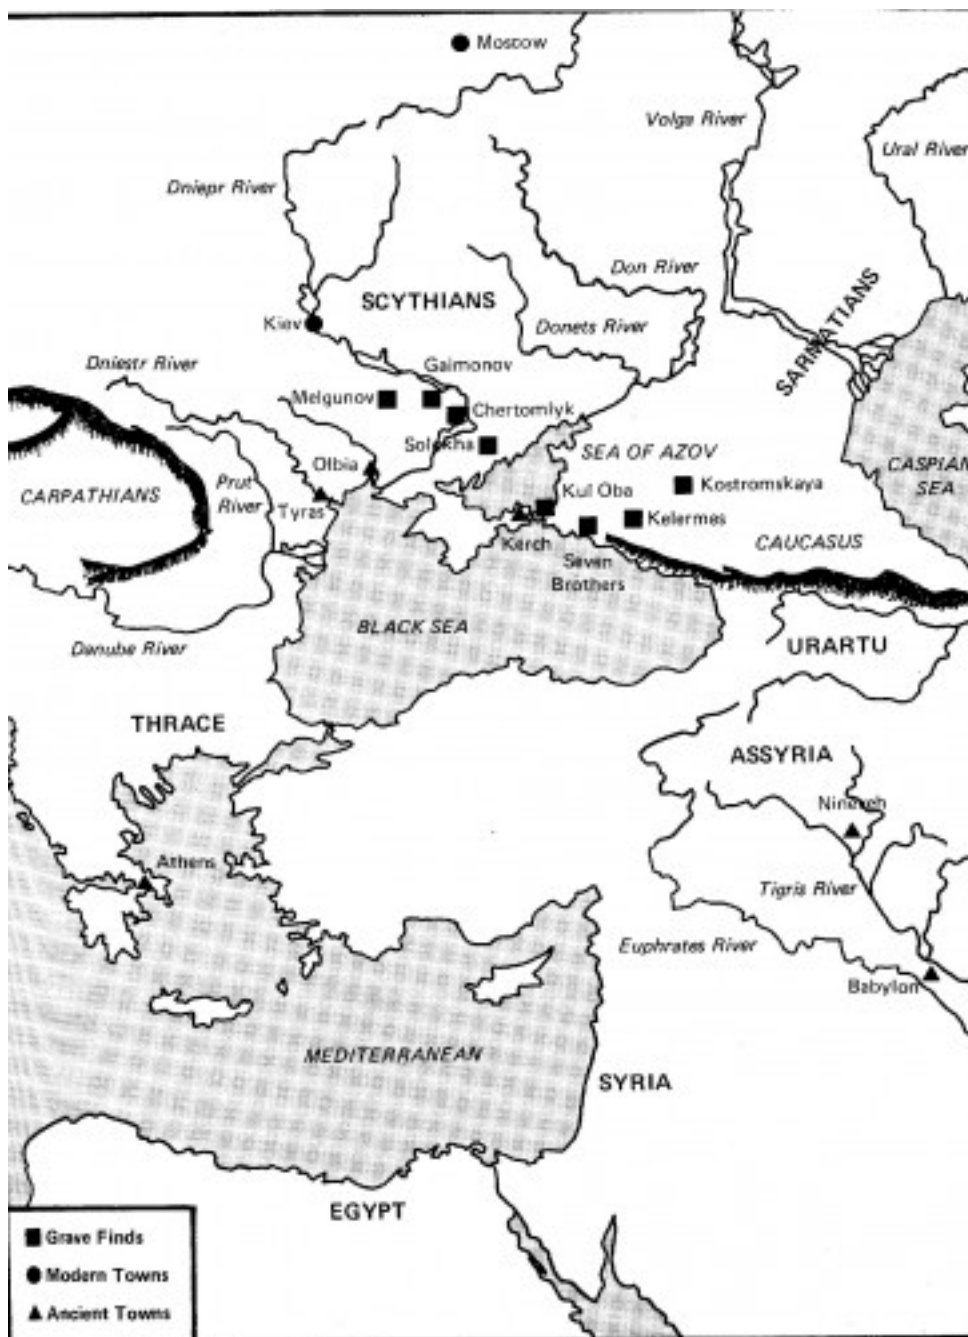 Moscow
Volga River
Ural River
Dniepr River
Don River
SCYTHIANS
SARMATIANS
Kiev
Donets River
Dniestr River
Gaimonov
Melgunov
Chertomlyk
Solokha
SEA OF AZOV
Olbia
CASPIAN
SEA
CARPATHIANS
Prut
River
Tyras
Kul Oba
Kostromskaya
Kelermes
Kerch
CAUCASUS
Seven
Brothers
BLACK SEA
Danube River
URARTU
THRACE
ASSYRIA
Nineveh
Athens
Tigris River
Euphrates River
Babylon
MEDITERRANEAN
SYRIA
EGYPT
Grave Finds
Modern Towns
Ancient Towns